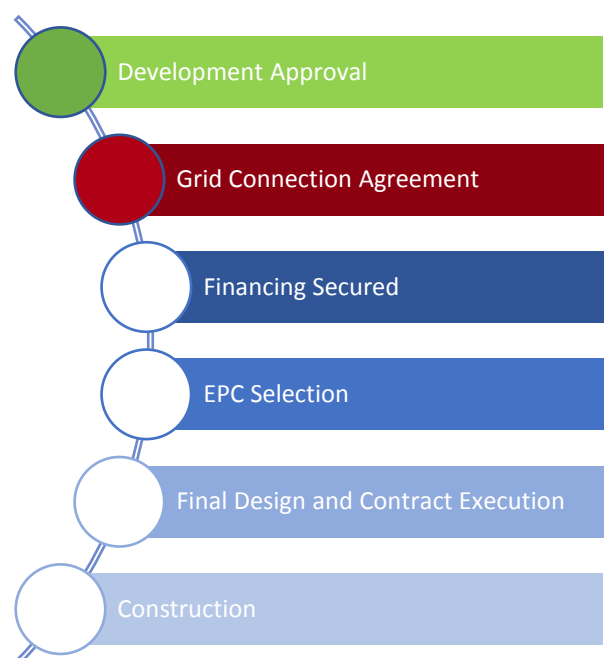 Development Approval
Grid Connection Agreement
Financing Secured
EPC Selection
Final Design and Contract Execution
Construction